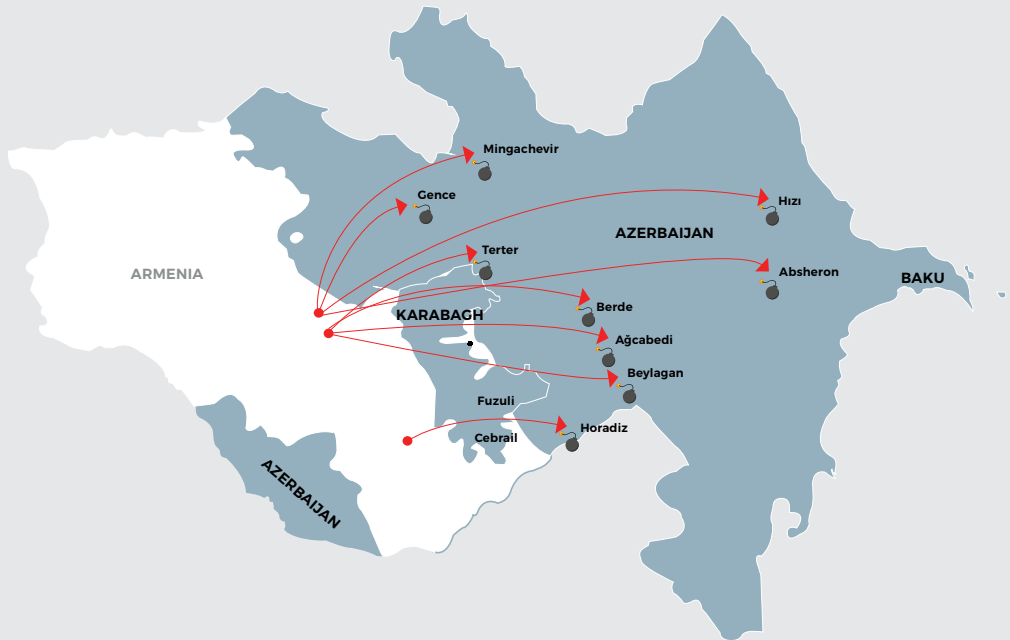 Mingachevir
Gence
Hızı
AZERBAIJAN
Terter
ARMENIA
Absheron
BAKU
Berde
KARABAGH
Ağcabedi
Beylagan
Fuzuli
Horadiz
Cebrail
AZERBAIJAN